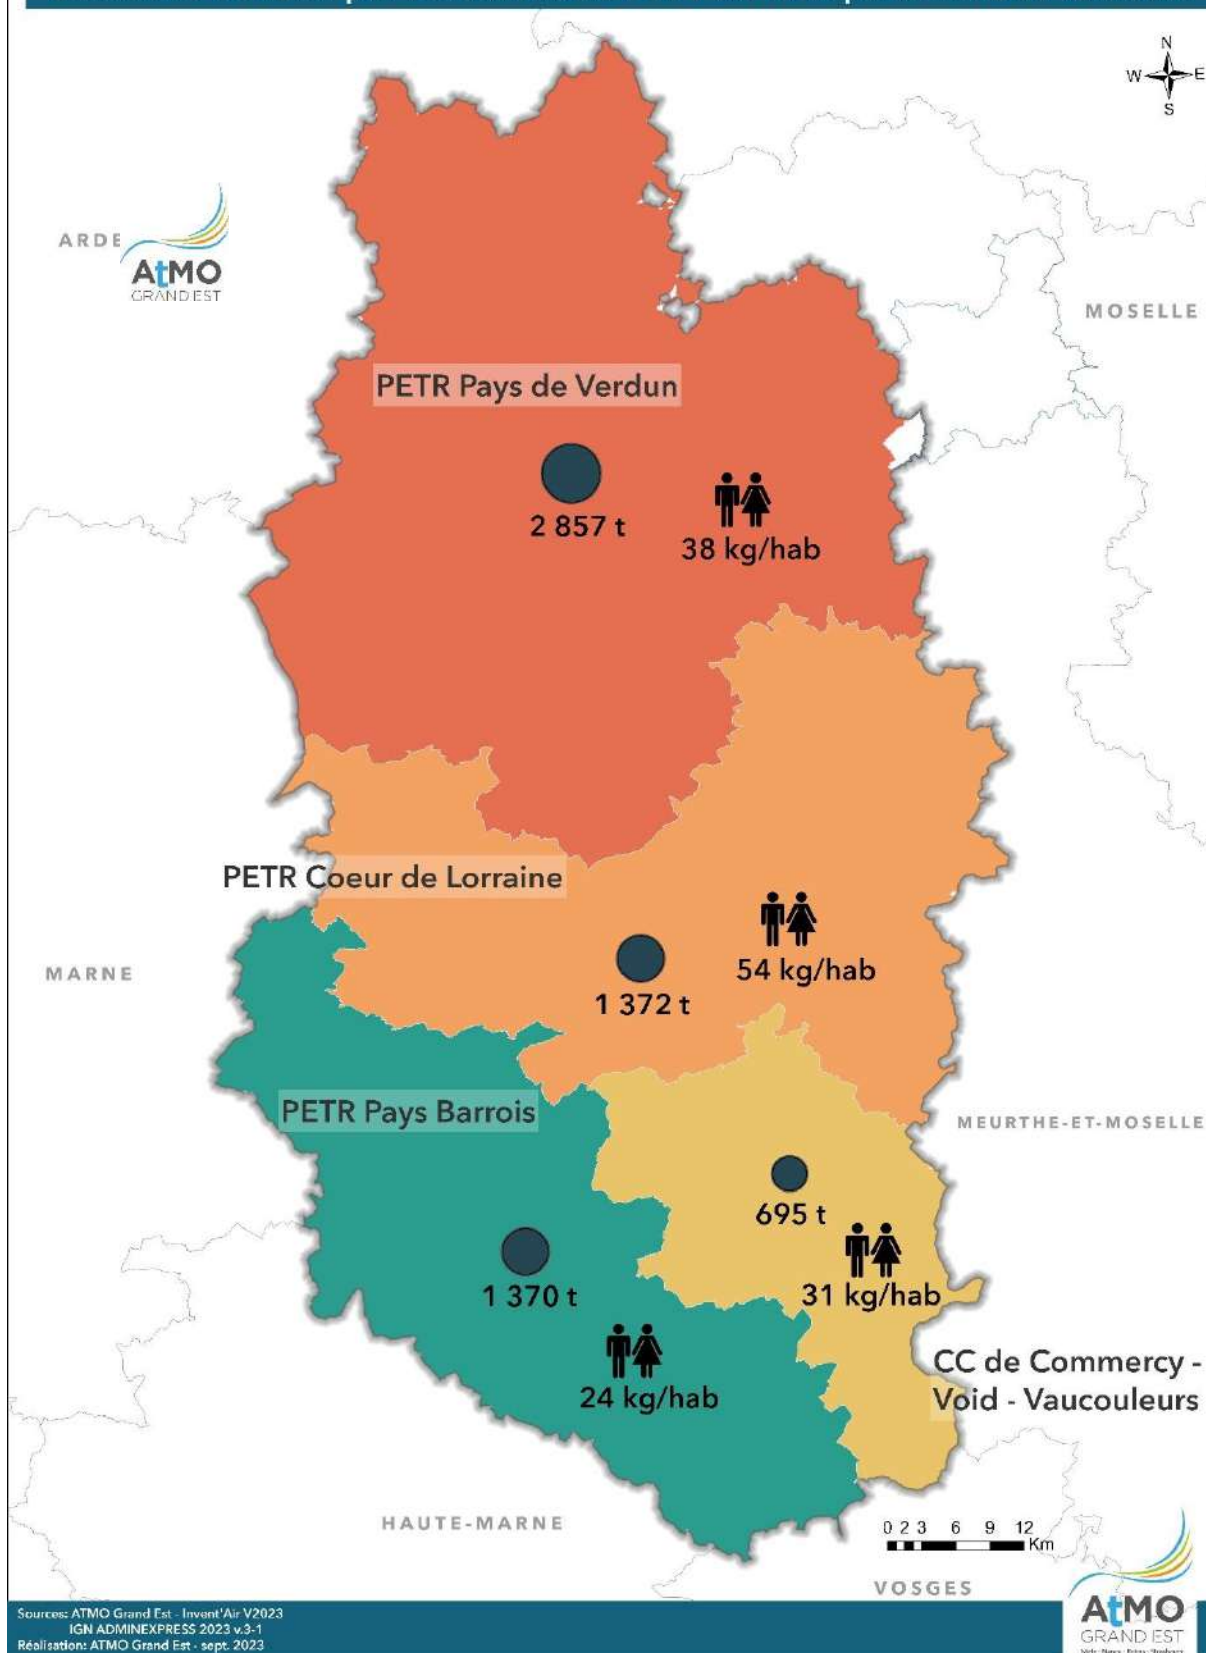 N
W E
S
ARDE
AtMO
GRAND EST
MOSELLE
PETR Pays de Verdun
2 857 t
38 kg/hab
PETR Coeur de Lorraine
MARNE
54 kg/hab
1 372 t
PETR Pays Barrois
MEURTHE-ET-MOSELLE
695 t
31 kg/hab
1 370 t
24 kg/hab
CC de Commercy -
Void - Vaucouleurs
HAUTE-MARNE
0 2 3 6 9 12
Km
VOSGES
AtMO
GRAND EST
Sources: ATMO Grand Est - Invent'Air V2023
IGN ADMINEXPRESS 2023 v.3-1
Réalisation: ATMO Grand Est - sept. 2023